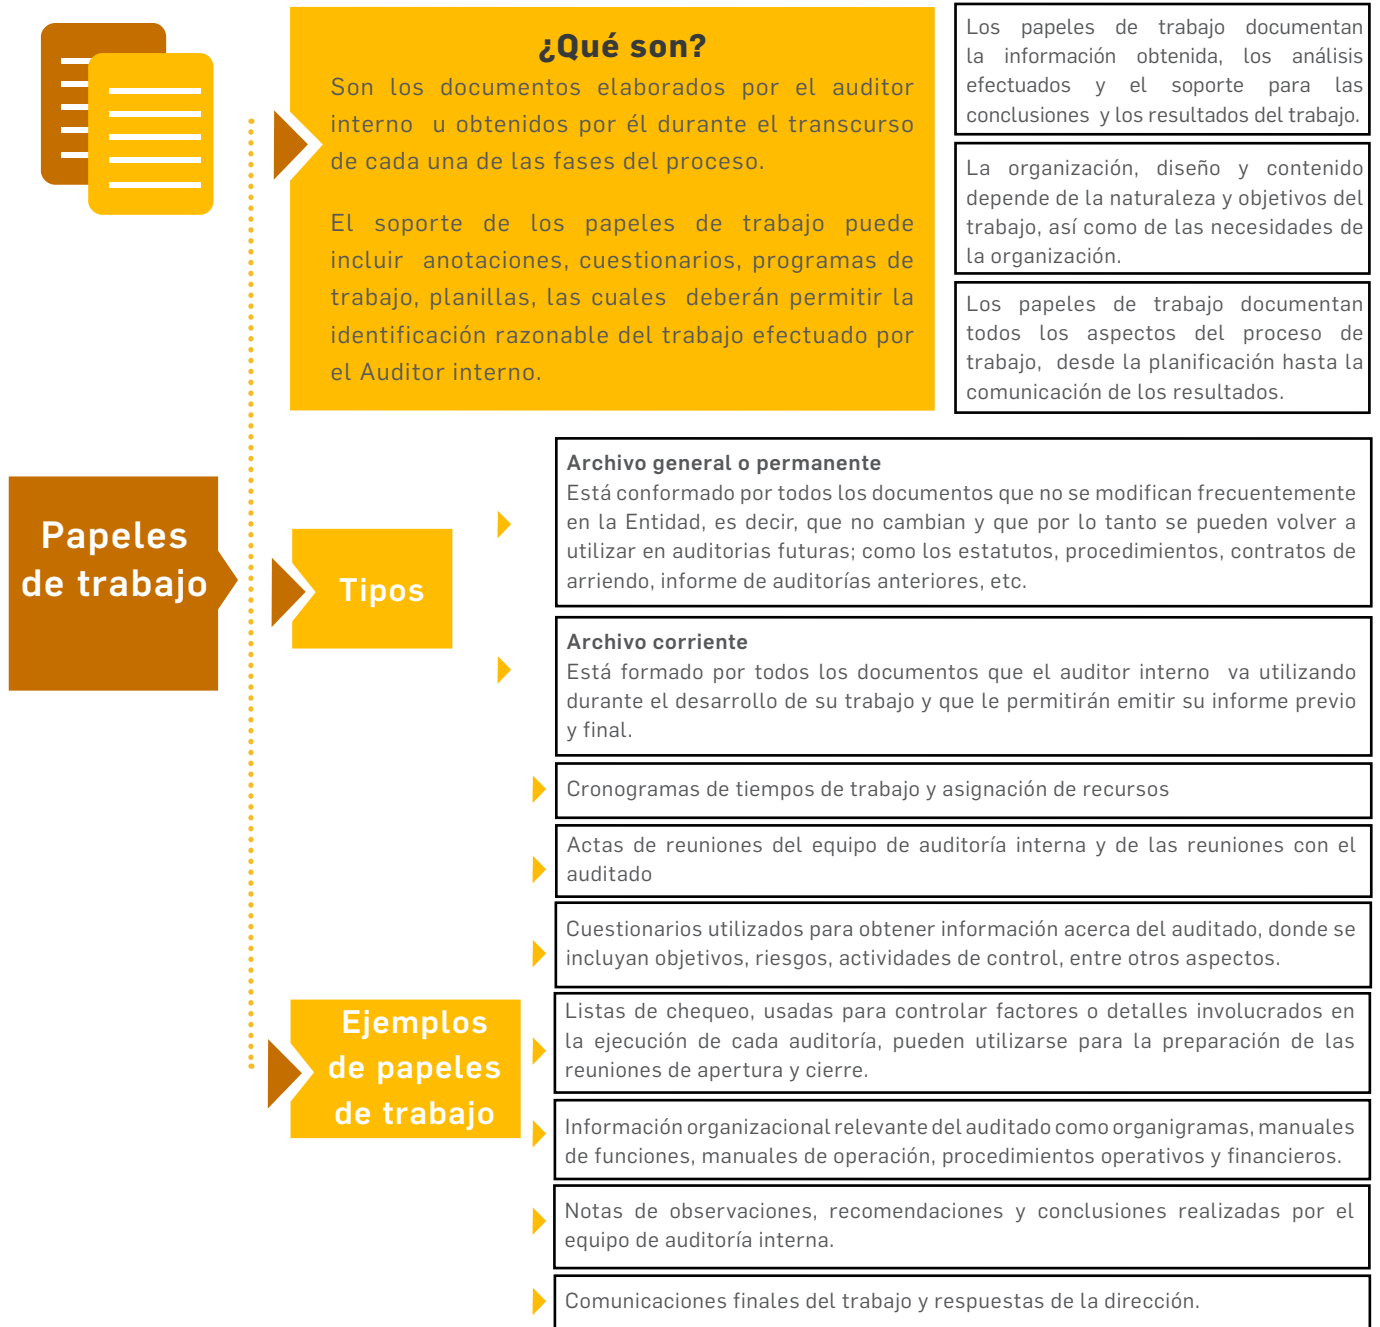 ¿Qué son?
Son los documentos elaborados por el auditor
interno u obtenidos por él durante el transcurso
de cada una de las fases del proceso.
El soporte de los papeles de trabajo puede
incluir anotaciones, cuestionarios, programas de
trabajo, planillas, las cuales deberán permitir la
identificación razonable del trabajo efectuado por
el Auditor interno.
Los papeles de trabajo documentan
la información obtenida, los análisis
efectuados y el soporte para las
conclusiones y los resultados del trabajo.
La organización, diseño y contenido
depende de la naturaleza y objetivos del
trabajo, así como de las necesidades de
la organización.
Los papeles de trabajo documentan
todos los aspectos del proceso de
trabajo, desde la planificación hasta la
comunicación de los resultados.
Papeles
de trabajo
Tipos
Archivo general o permanente
Está conformado por todos los documentos que no se modifican frecuentemente
en la Entidad, es decir, que no cambian y que por lo tanto se pueden volver a
utilizar en auditorias futuras; como los estatutos, procedimientos, contratos de
arriendo, informe de auditorías anteriores, etc.
Archivo corriente
Está formado por todos los documentos que el auditor interno va utilizando
durante el desarrollo de su trabajo y que le permitirán emitir su informe previo
y final.
Ejemplos
de papeles
de trabajo
Cronogramas de tiempos de trabajo y asignación de recursos
Actas de reuniones del equipo de auditoría interna y de las reuniones con el
auditado
Cuestionarios utilizados para obtener información acerca del auditado, donde se
incluyan objetivos, riesgos, actividades de control, entre otros aspectos.
Listas de chequeo, usadas para controlar factores o detalles involucrados en
la ejecución de cada auditoría, pueden utilizarse para la preparación de las
reuniones de apertura y cierre.
Información organizacional relevante del auditado como organigramas, manuales
de funciones, manuales de operación, procedimientos operativos y financieros.
Notas de observaciones, recomendaciones y conclusiones realizadas por el
equipo de auditoría interna.
Comunicaciones finales del trabajo y respuestas de la dirección.